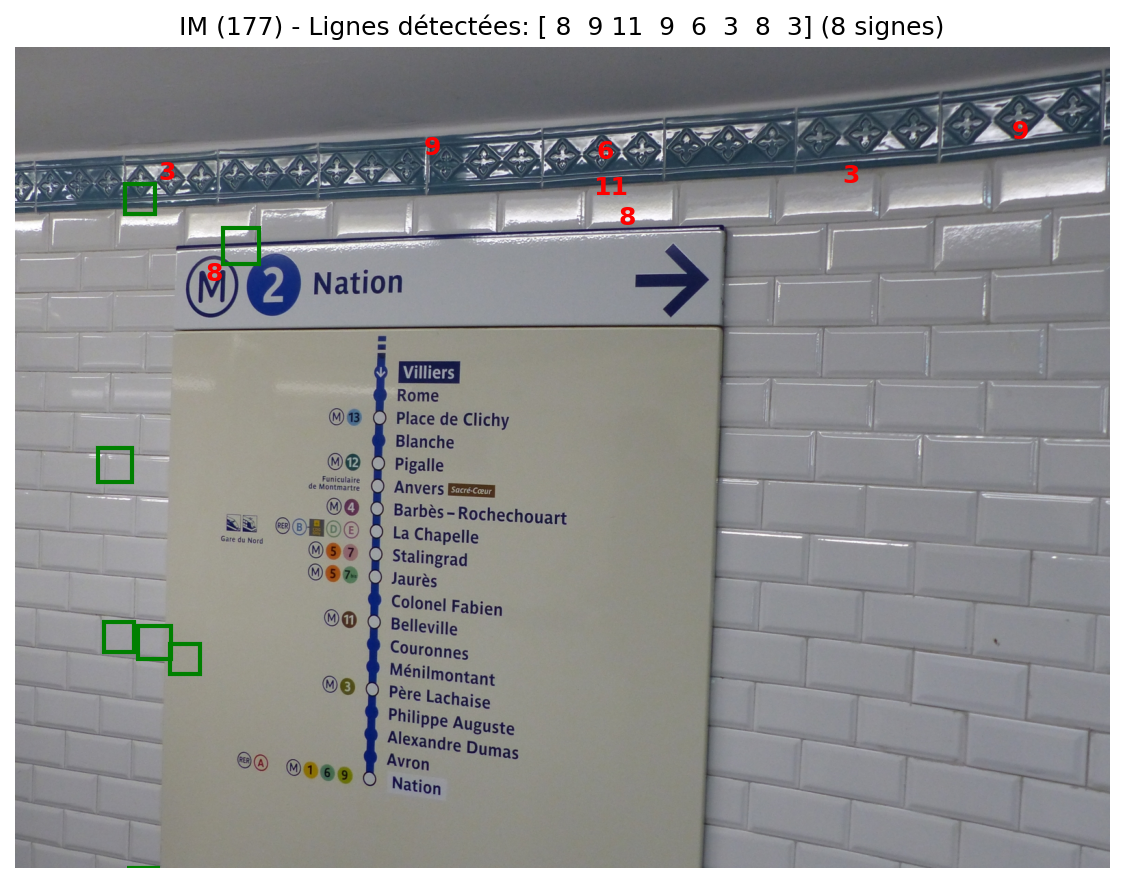 IM (177) - Lignes détectées: [ 8 9 11 9 6 3 8 3] (8 signes)
9
9
6
3
3
11
8
8
M 2 Nation
Villiers
Rome
M 13 Place de Clichy
Blanche
M 12 Pigalle
Funiculaire
de Montmartre
Anvers Sacré-Cœur
M 4 Barbès – Rochechouart
Gare du Nord
RER B D E La Chapelle
M 5 7 Stalingrad
M 5 7bis Jaurès
Colonel Fabien
M 11 Belleville
Couronnes
Ménilmontant
M 3 Père Lachaise
Philippe Auguste
Alexandre Dumas
Avron
RER A M 1 6 9 Nation